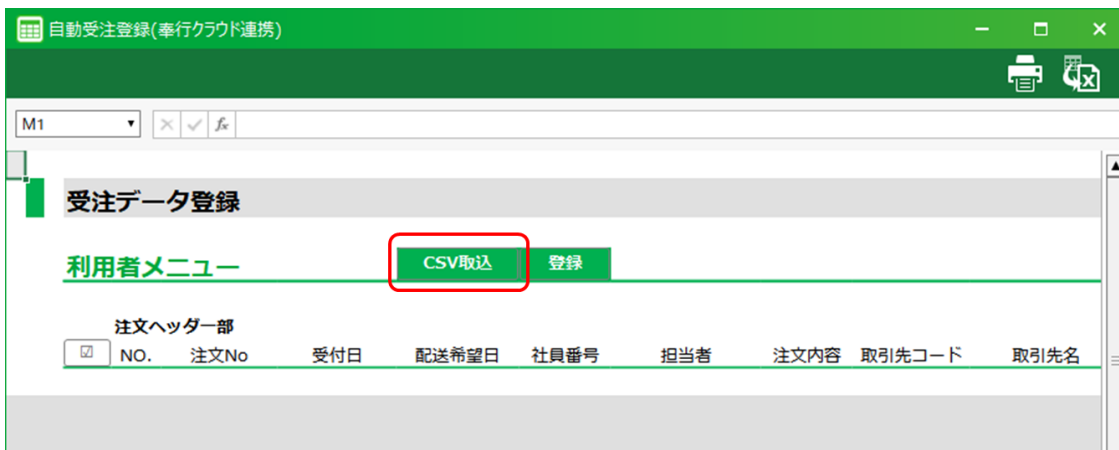 自動受注登録(奉行クラウド連携)
M1
fx
受注データ登録
利用者メニュー CSV取込 登録
注文ヘッダー部
NO. 注文No 受付日 配送希望日 社員番号 担当者 注文内容 取引先コード 取引先名